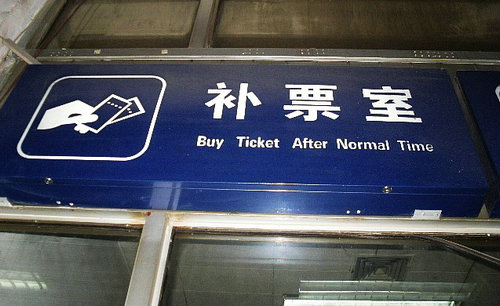 补票室
Buy Ticket After Normal Time